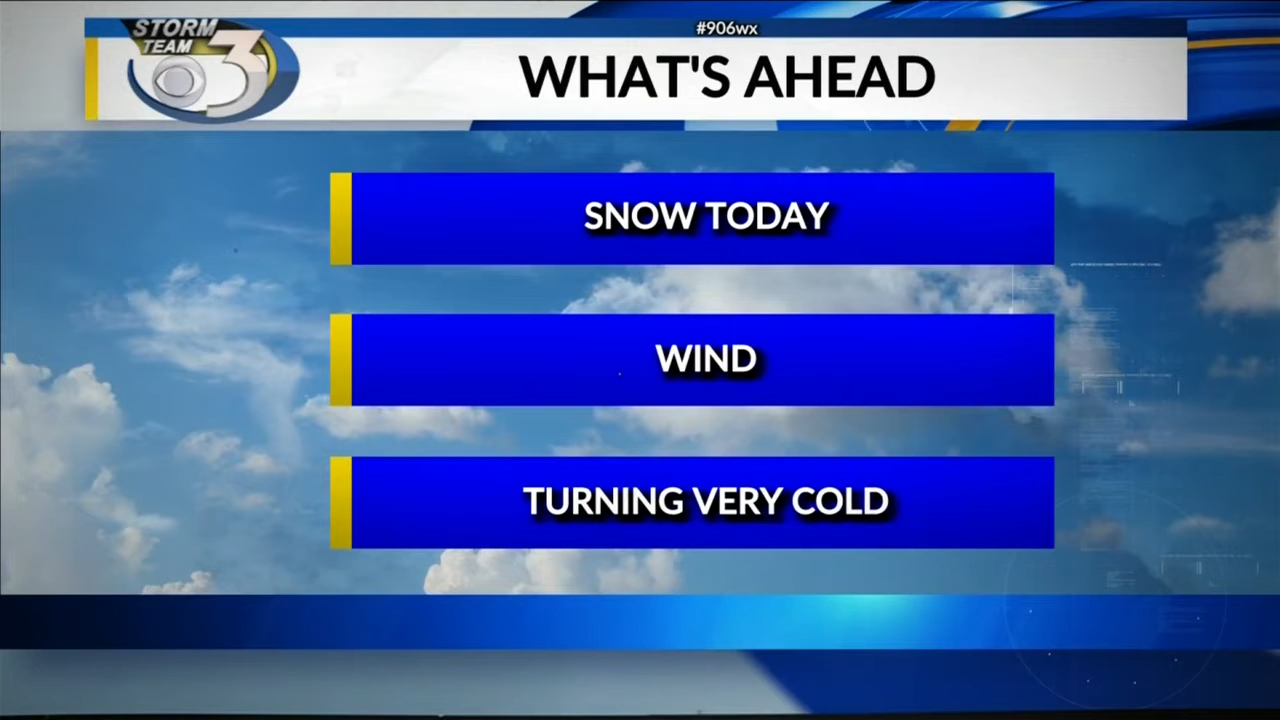 STORM
TEAM
3
#906wx
WHAT'S AHEAD
SNOW TODAY
WIND
TURNING VERY COLD